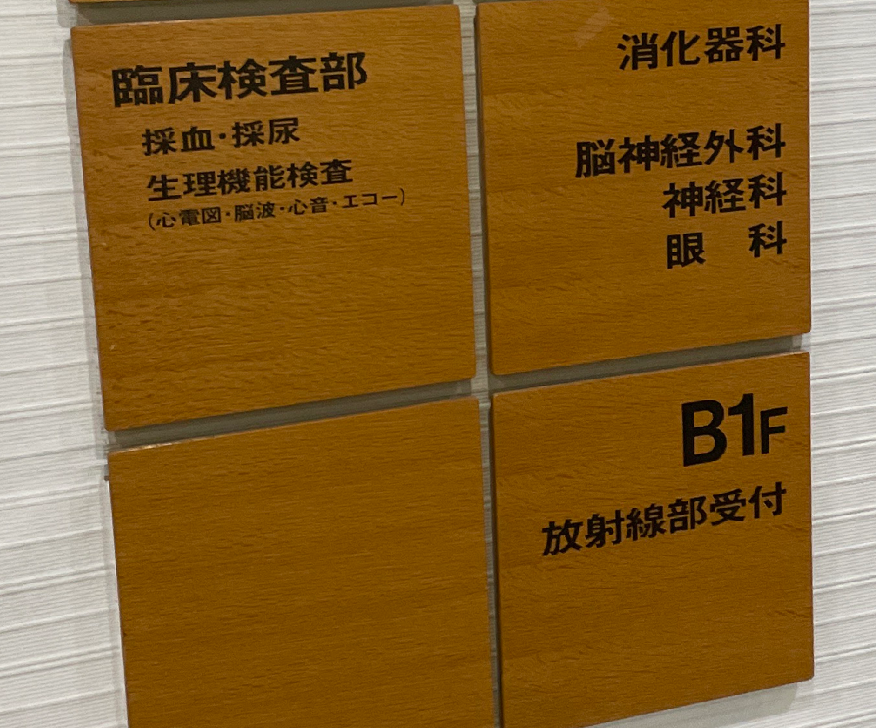 臨床検査部
採血・採尿
生理機能検査
(心電図・脳波・心音・エコー)
消化器科
脳神経外科
神経科
眼　科
B1F
放射線部受付